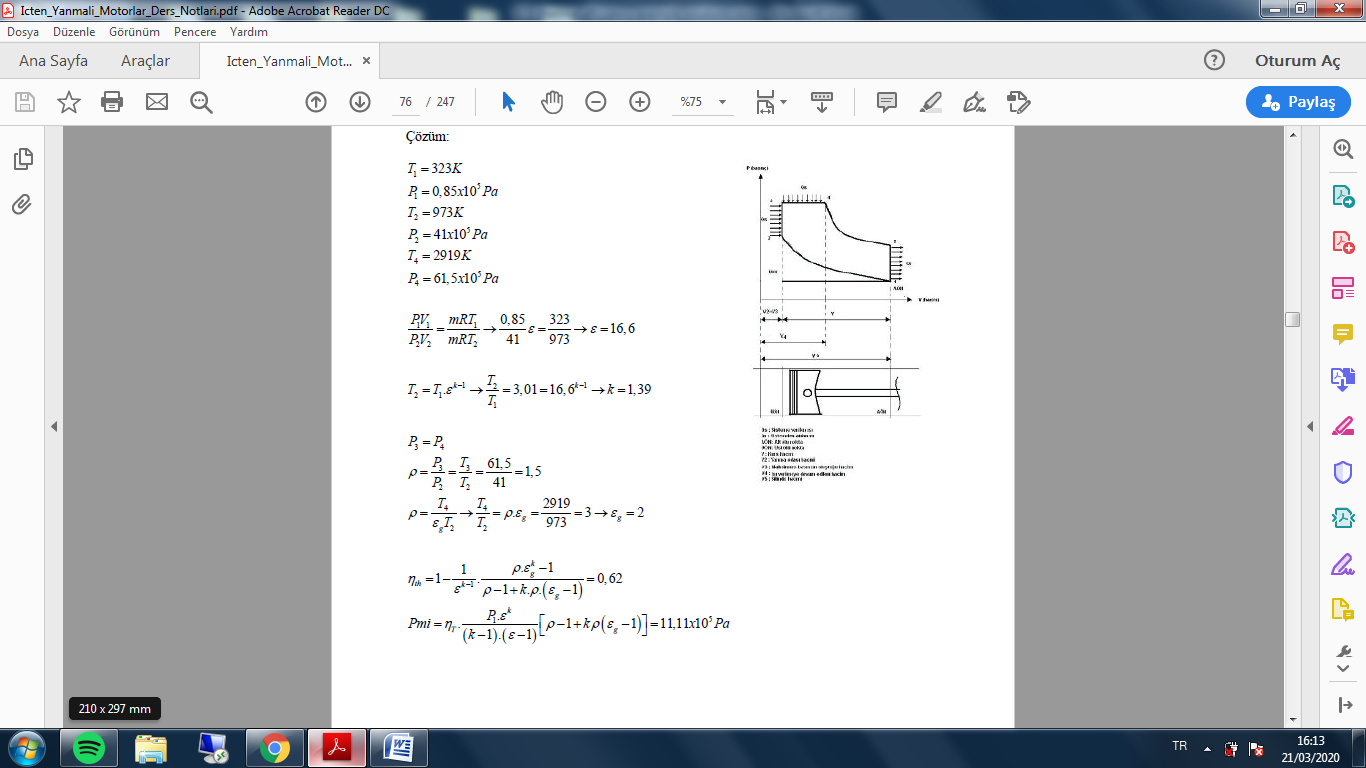 Icten_Yanmali_Motorlar_Ders_Notlari.pdf - Adobe Acrobat Reader DC
Dosya Düzenle Görünüm Pencere Yardım
Ana Sayfa Araçlar Icten_Yanmali_Mot... × Oturum Aç
76 / 247 %75 Paylaş
Çözüm:
T₁ = 323K
P₁ = 0,85x10⁵ Pa
T₂ = 973K
P₂ = 41x10⁵ Pa
T₄ = 2919K
P₄ = 61,5x10⁵ Pa
P₁V₁/P₂V₂ = mRT₁/mRT₂ → 0,85/41 ε = 323/973 → ε = 16,6
T₂ = T₁.ε^(k−1) → T₂/T₁ = 3,01 = 16,6^(k−1) → k = 1,39
P₃ = P₄
ρ = P₃/P₂ = T₃/T₂ = 61,5/41 = 1,5
ρ = T₄/(ε_g T₂) → T₄/T₂ = ρ.ε_g = 2919/973 = 3 → ε_g = 2
η_th = 1 − 1/ε^(k−1) . (ρ.ε_g^k − 1)/(ρ − 1 + k.ρ.(ε_g − 1)) = 0,62
Pmi = η_T . P₁.ε^k/((k−1).(ε−1)) [ρ − 1 + kρ(ε_g − 1)] = 11,11x10⁵ Pa
P (basınç)
V (hacim)
AÖN
V
V4
ÜÖN AÖN
210 x 297 mm
TR 16:13
21/03/2020